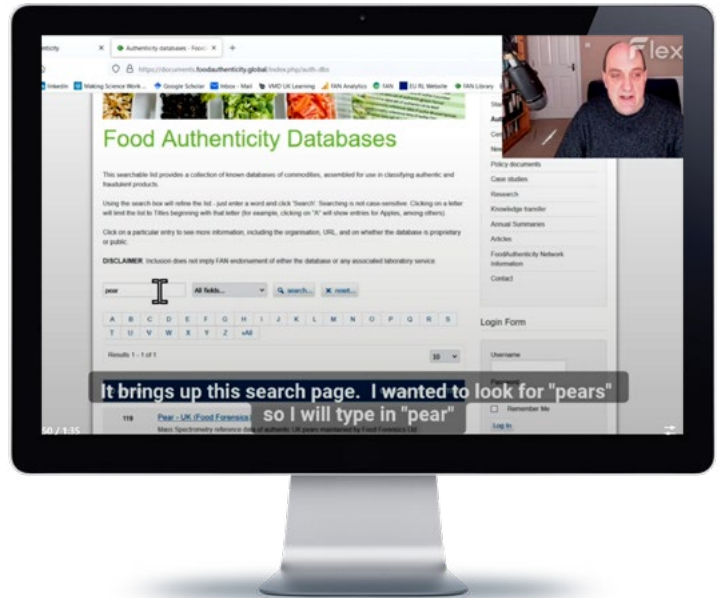 Authenticity databases - Food
https://documents.foodauthenticity.global/index.php/auth-dbs
linkedin
Making Science Work...
Google Scholar
Inbox - Mail
VMD UK Learning
FAN Analytics
FAN
EU RL Website
FAN Library
Flex
Food Authenticity Databases
This searchable list provides a collection of known databases of commodities, assembled for use in classifying authentic and
fraudulent products.
Using the search box will refine the list - just enter a word and click 'Search'. Searching is not case-sensitive. Clicking on a letter
will limit the list to Titles beginning with that letter (for example, clicking on "A" will show entries for Apples, among others)
Click on a particular entry to see more information, including the organisation, URL, and on whether the database is proprietary
or public.
DISCLAIMER: Inclusion does not imply FAN endorsement of either the database or any associated laboratory service
pear
All fields...
search...
reset...
A B C D E F G H I J K L M N O P Q R S
T U V W X Y Z »All
Results 1 - 1 of 1
10
119
Pear - UK (Food Forensics
Mass Spectrometry reference data of authentic UK pears maintained by Food Forensics Ltd
Policy documents
Case studies
Research
Knowledge transfer
Annual Summaries
Articles
FoodAuthenticity Network
Information
Contact
Login Form
Username
Remember Me
Log in
It brings up this search page. I wanted to look for "pears"
so I will type in "pear"
50 / 1:35